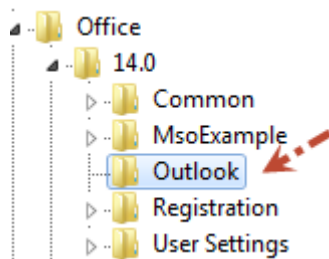 Office
14.0
Common
MsoExample
Outlook
Registration
User Settings